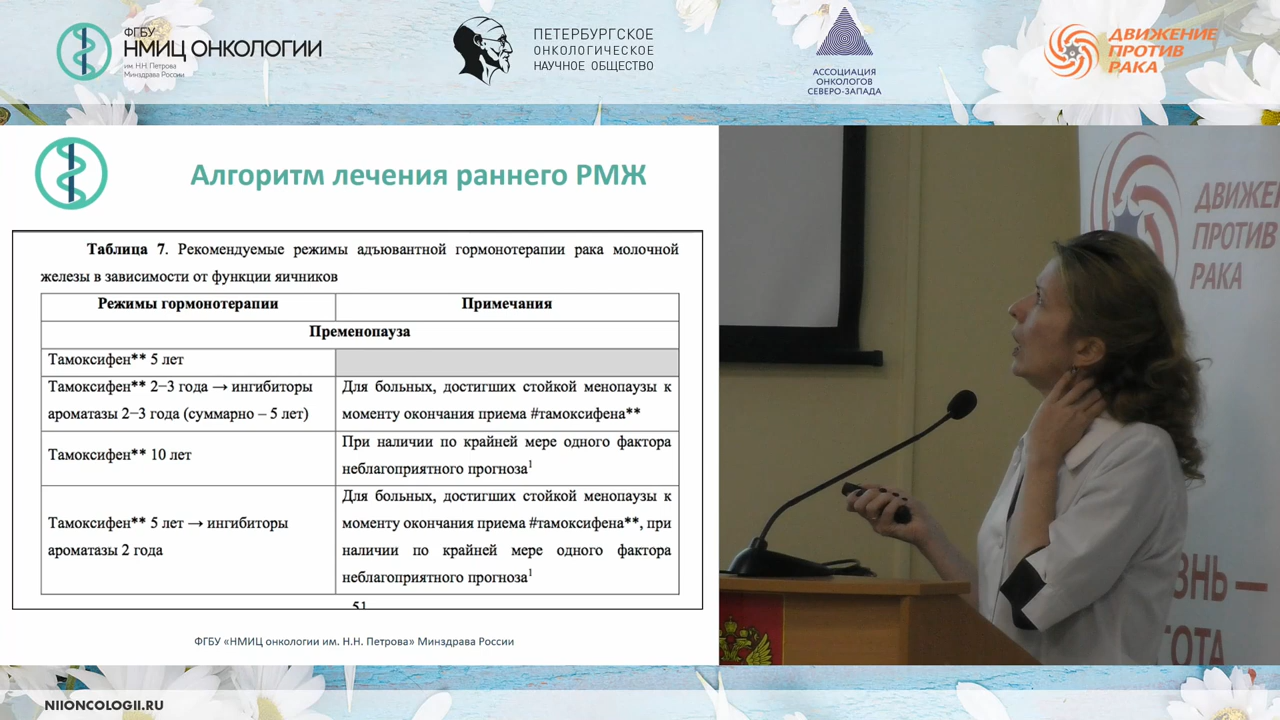 ФГБУ
НМИЦ ОНКОЛОГИИ
им. Н.Н. Петрова
Минздрава России
ПЕТЕРБУРГСКОЕ
ОНКОЛОГИЧЕСКОЕ
НАУЧНОЕ ОБЩЕСТВО
АССОЦИАЦИЯ
ОНКОЛОГОВ
СЕВЕРО-ЗАПАДА
ДВИЖЕНИЕ
ПРОТИВ
РАКА
Алгоритм лечения раннего РМЖ
Таблица 7. Рекомендуемые режимы адъювантной гормонотерапии рака молочной
железы в зависимости от функции яичников
Режимы гормонотерапии
Примечания
Пременопауза
Тамоксифен** 5 лет
Тамоксифен** 2−3 года → ингибиторы
ароматазы 2−3 года (суммарно – 5 лет)
Для больных, достигших стойкой менопаузы к
моменту окончания приема #тамоксифена**
Тамоксифен** 10 лет
При наличии по крайней мере одного фактора
неблагоприятного прогноза¹
Тамоксифен** 5 лет → ингибиторы
ароматазы 2 года
Для больных, достигших стойкой менопаузы к
моменту окончания приема #тамоксифена**, при
наличии по крайней мере одного фактора
неблагоприятного прогноза¹
51
ФГБУ «НМИЦ онкологии им. Н.Н. Петрова» Минздрава России
ДВИЖЕН
ПРОТИВ
РАКА
ЗНЬ —
ОТА
NIIONCOLOGII.RU